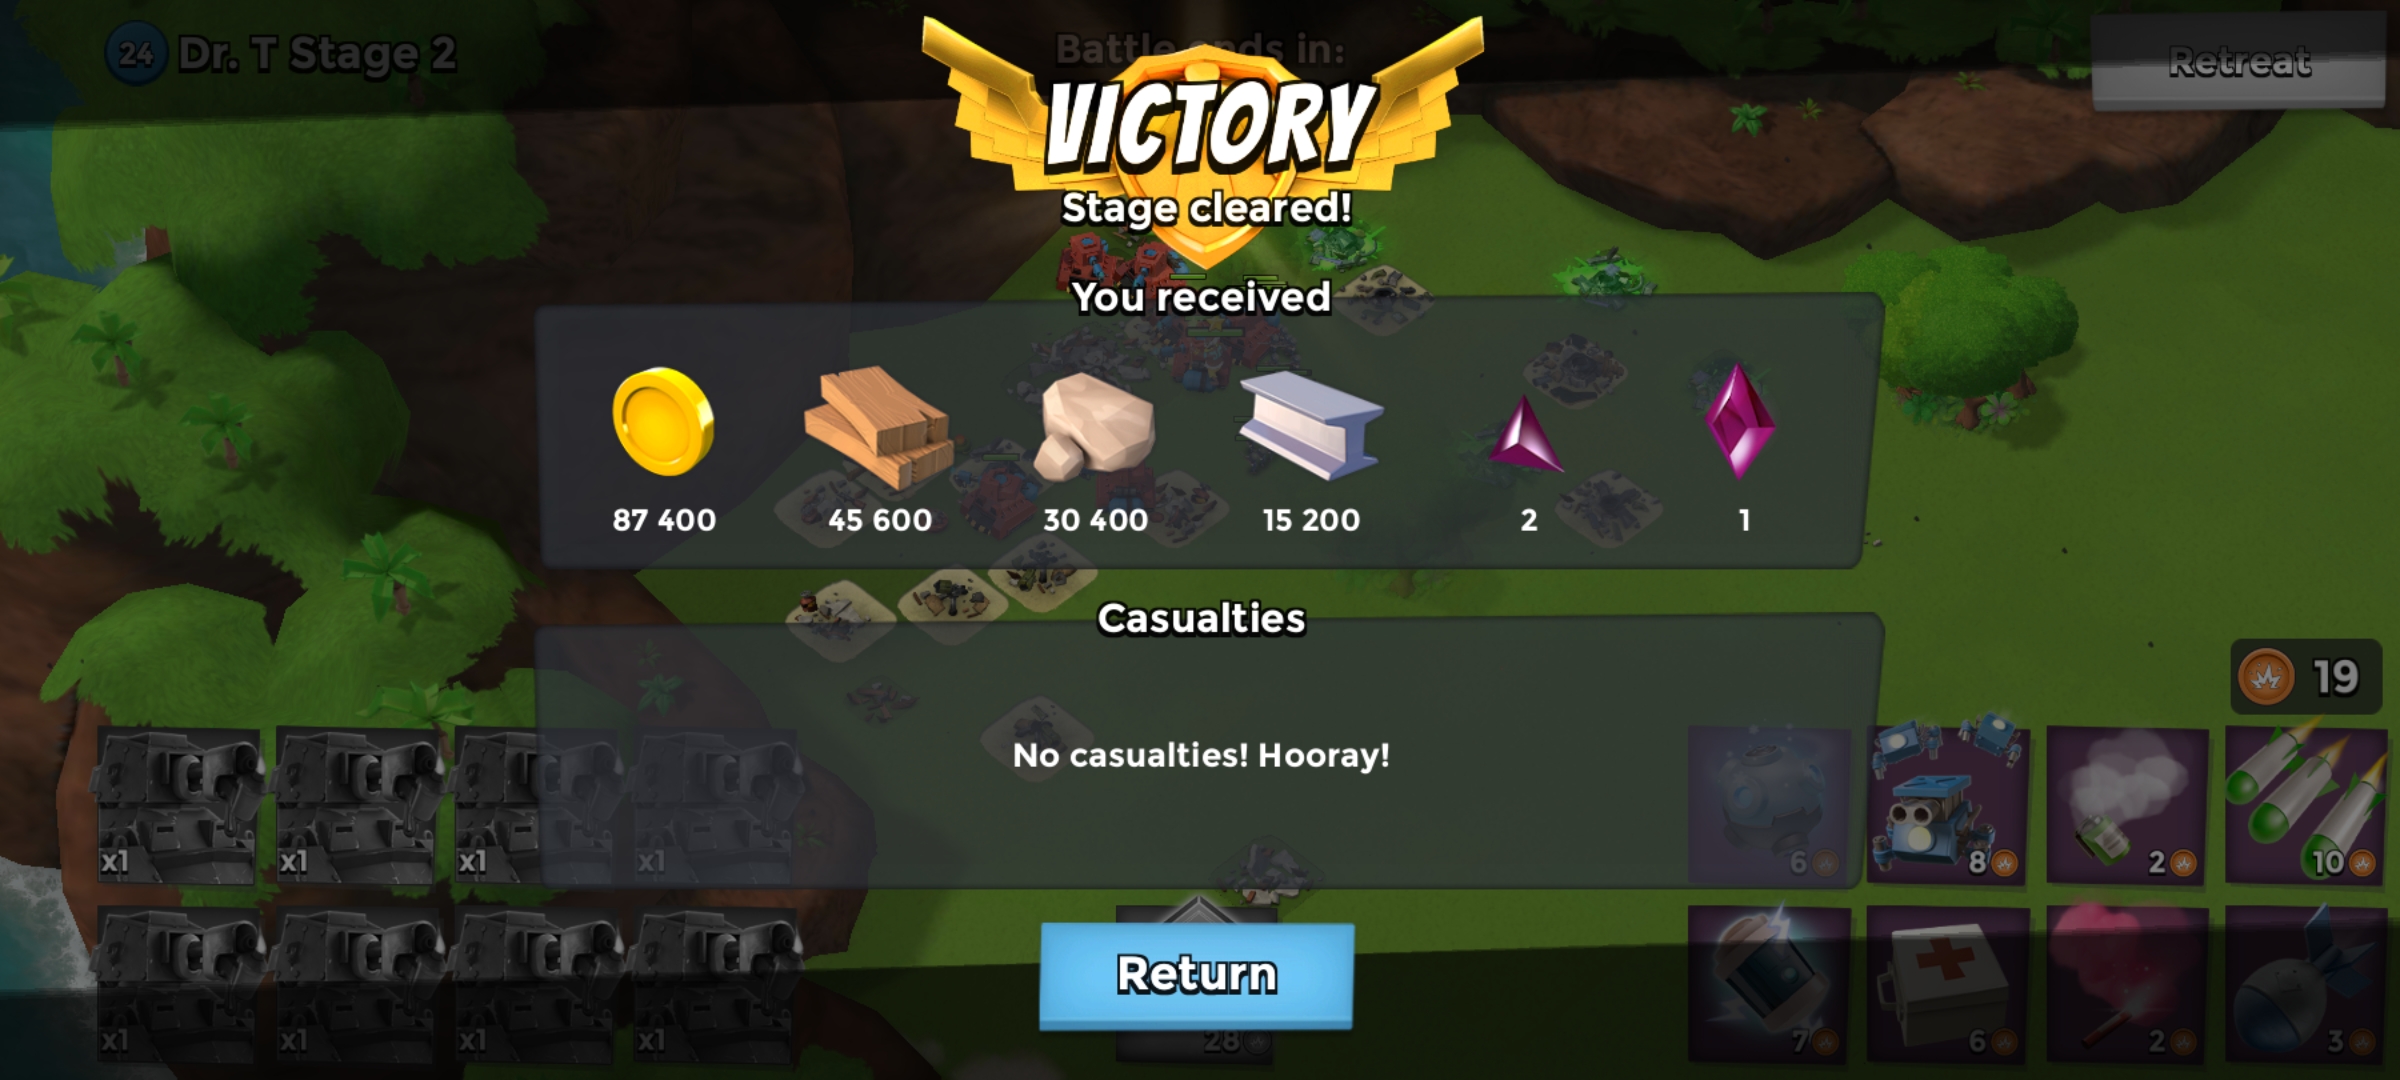 24 Dr. T Stage 2
Battle ends in:
Retreat
VICTORY
Stage cleared!
You received
87 400
45 600
30 400
15 200
2
1
Casualties
No casualties! Hooray!
19
x1
x1
x1
x1
6
8
2
10
Return
x1
x1
x1
x1
28
7
6
2
3